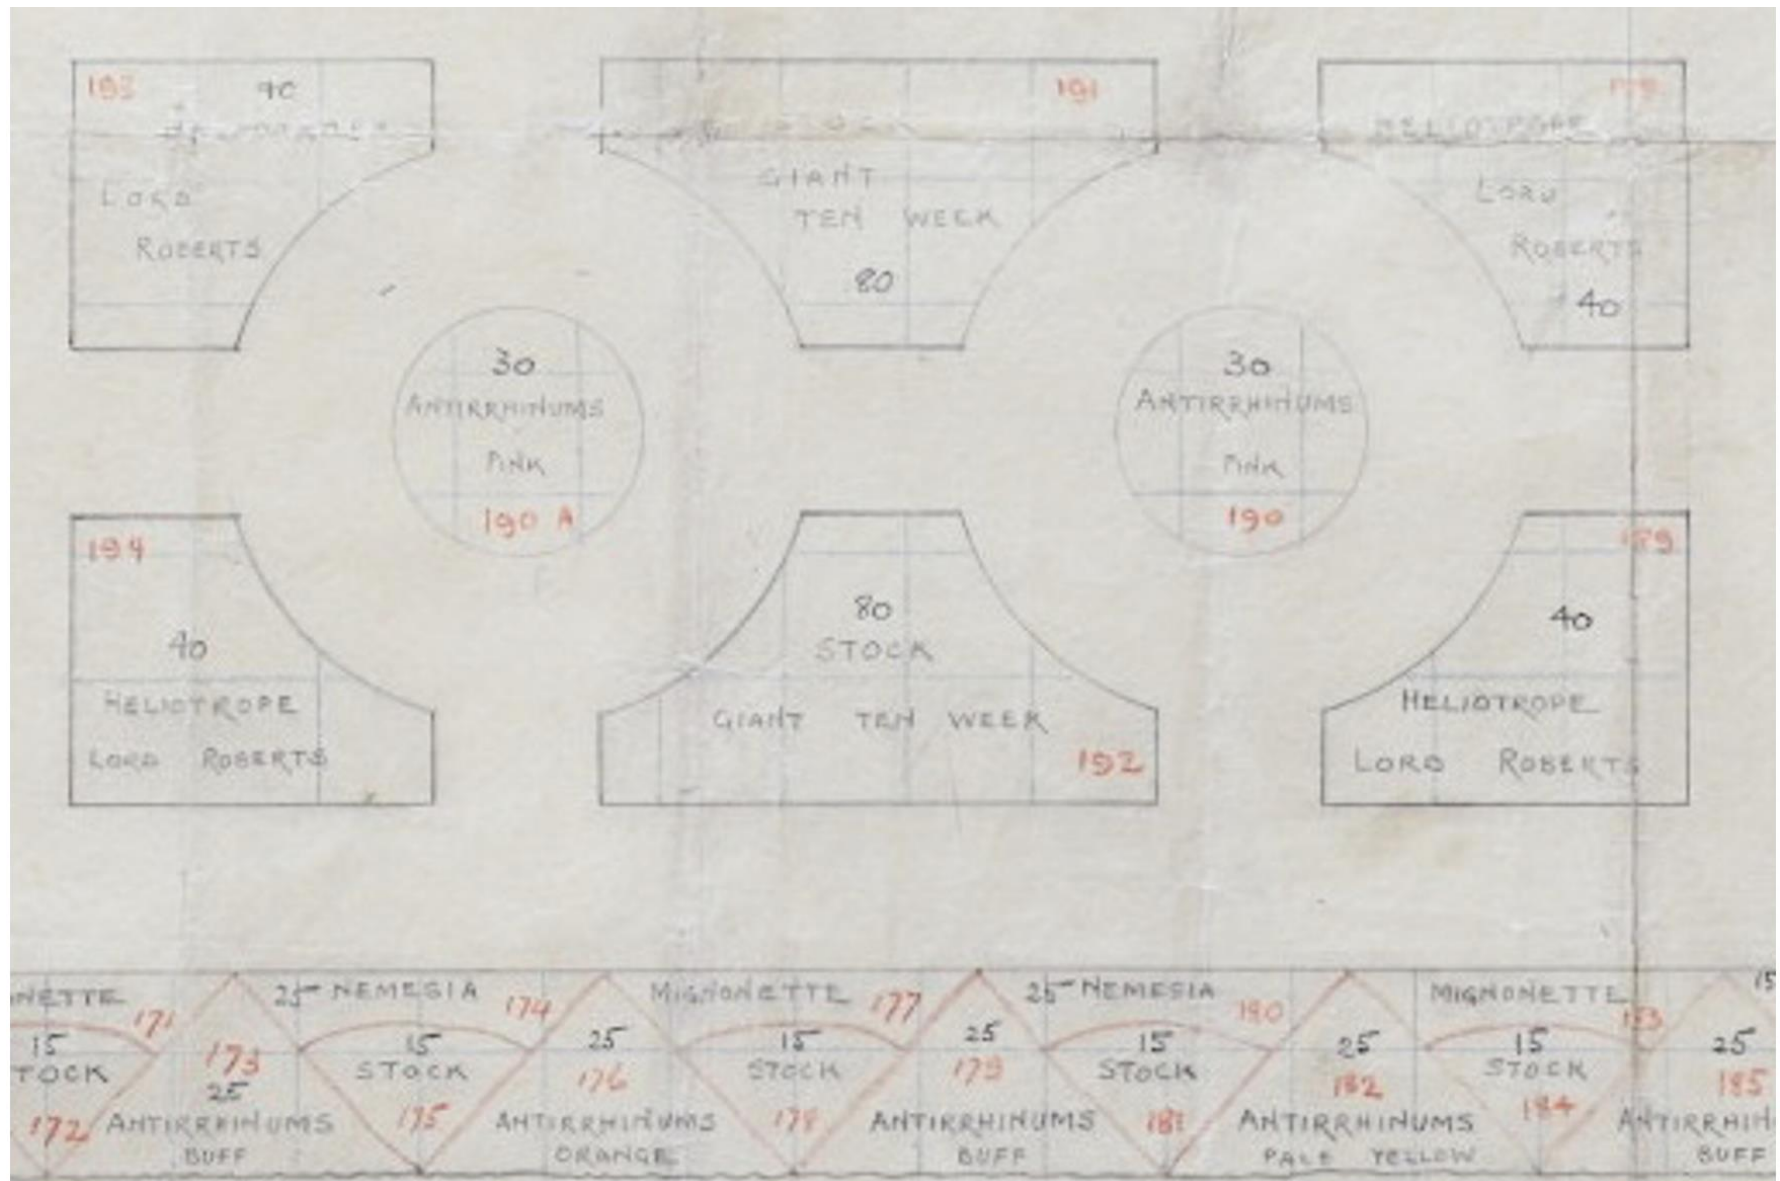 193 40
LORD
ROBERTS
191
GIANT
TEN WEEK
80
HELIOTROPE
LORD
ROBERTS
40
30
ANTIRRHINUMS
PINK
190 A
30
ANTIRRHINUMS
PINK
190
194
40
HELIOTROPE
LORD ROBERTS
80
STOCK
GIANT TEN WEEK
192
189
40
HELIOTROPE
LORD ROBERTS
NETTE 171
15
TOCK
172
173
25
ANTIRRHINUMS
BUFF
25 NEMESIA 174
15
STOCK
175
25
176
ANTIRRHINUMS
ORANGE
MIGNONETTE 177
15
STOCK
178
25
179
ANTIRRHINUMS
BUFF
25 NEMESIA 180
15
STOCK
181
25
182
ANTIRRHINUMS
PALE YELLOW
MIGNONETTE 183
15
STOCK
184
15
25
185
ANTIRRHIN
BUFF